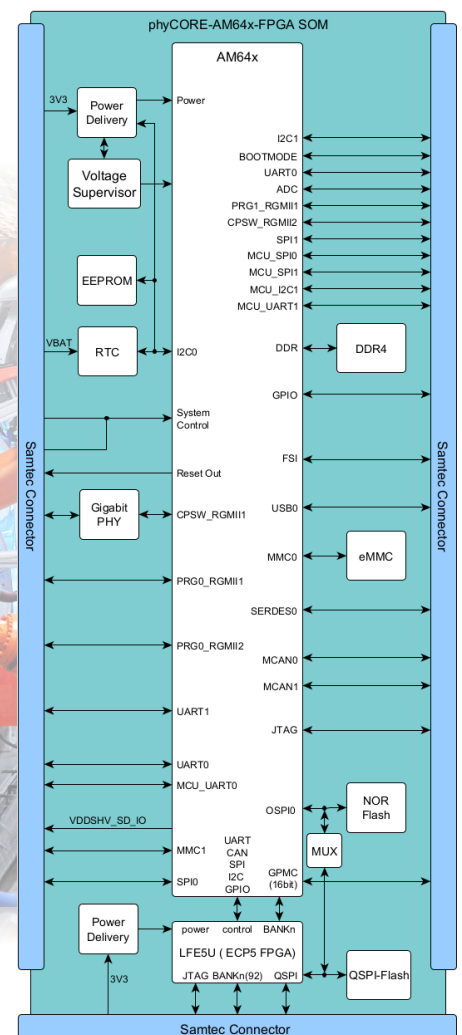 phyCORE-AM64x-FPGA SOM
AM64x
3V3
Power
Delivery
Power
Voltage
Supervisor
EEPROM
VBAT
RTC
I2C0
System
Control
Reset Out
Gigabit
PHY
CPSW_RGMII1
PRG0_RGMII1
PRG0_RGMII2
UART1
UART0
MCU_UART0
VDDSHV_SD_IO
MMC1
SPI0
I2C1
BOOTMODE
UART0
ADC
PRG1_RGMII1
CPSW_RGMII2
SPI1
MCU_SPI0
MCU_SPI1
MCU_I2C1
MCU_UART1
DDR
DDR4
GPIO
FSI
USB0
MMC0
eMMC
SERDES0
MCAN0
MCAN1
JTAG
OSPI0
NOR
Flash
MUX
UART
CAN
SPI
I2C
GPIO
GPMC
(16bit)
Samtec Connector
Samtec Connector
Power
Delivery
3V3
power control BANKn
LFE5U ( ECP5 FPGA)
JTAG BANKn(92) QSPI
QSPI-Flash
Samtec Connector